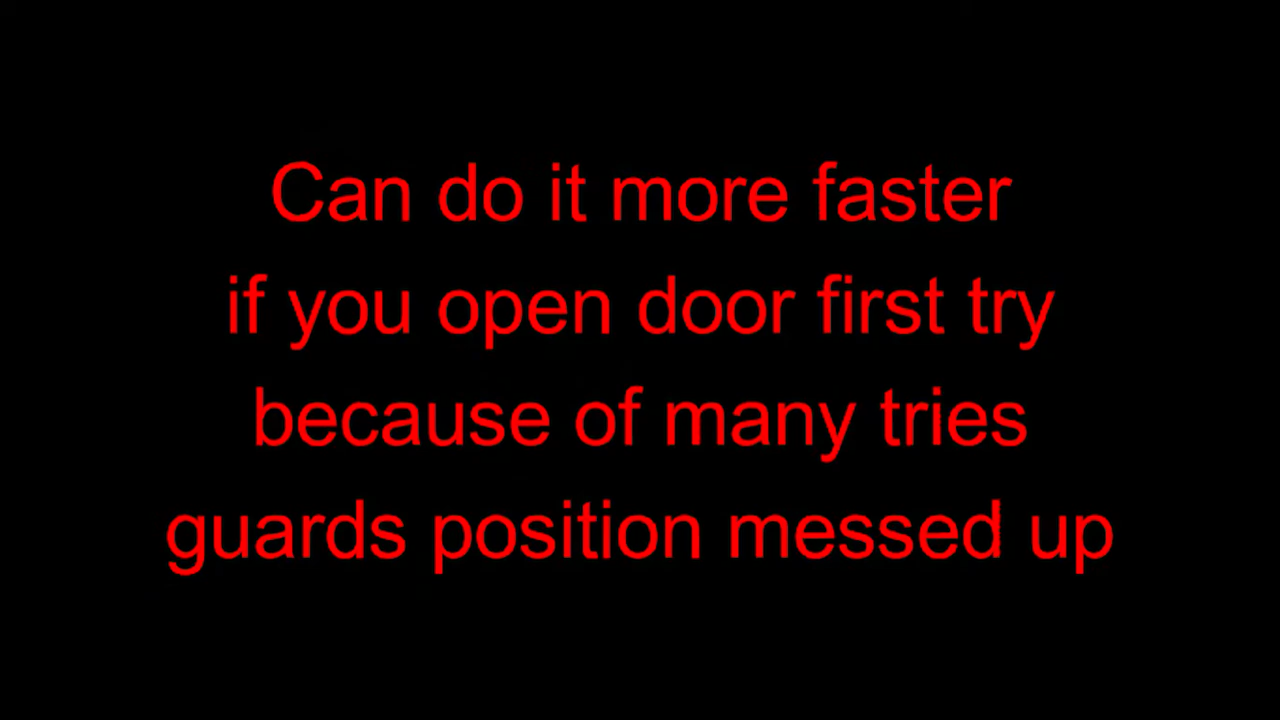 Can do it more faster
if you open door first try
because of many tries
guards position messed up